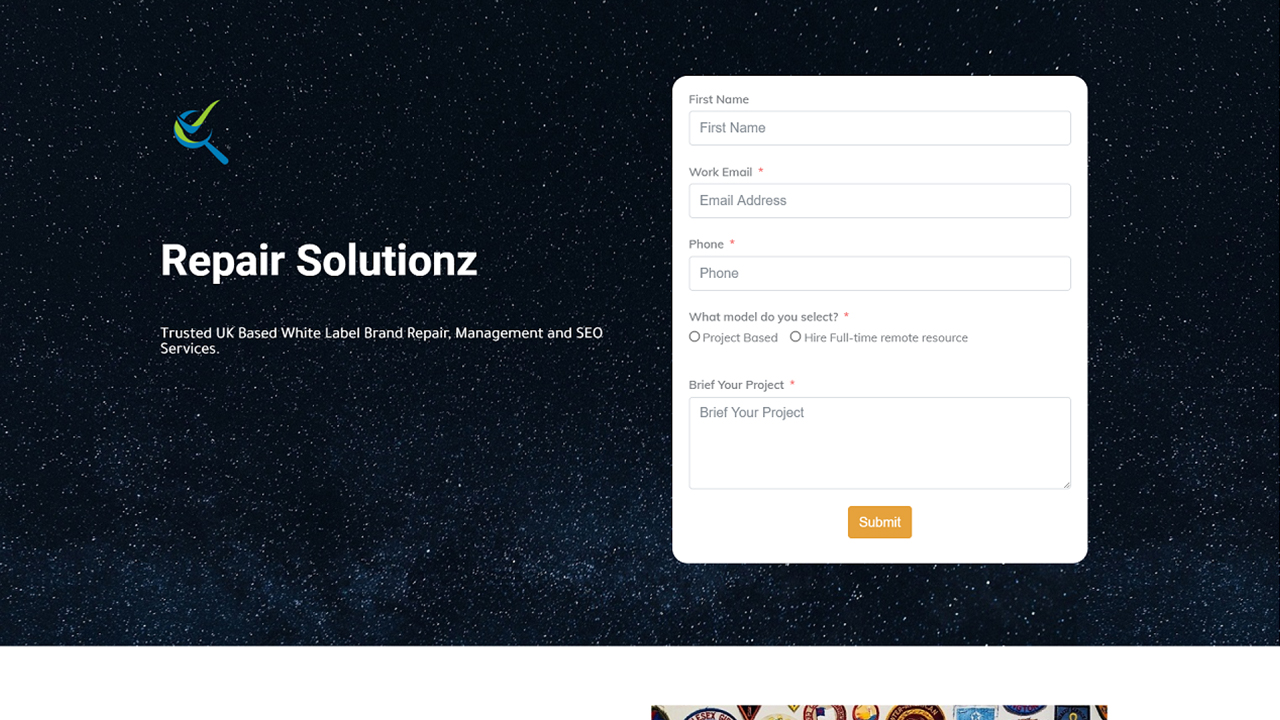 Repair Solutionz
Trusted UK Based White Label Brand Repair, Management and SEO
Services.
First Name
First Name
Work Email *
Email Address
Phone *
Phone
What model do you select? *
Project Based Hire Full-time remote resource
Brief Your Project *
Brief Your Project
Submit